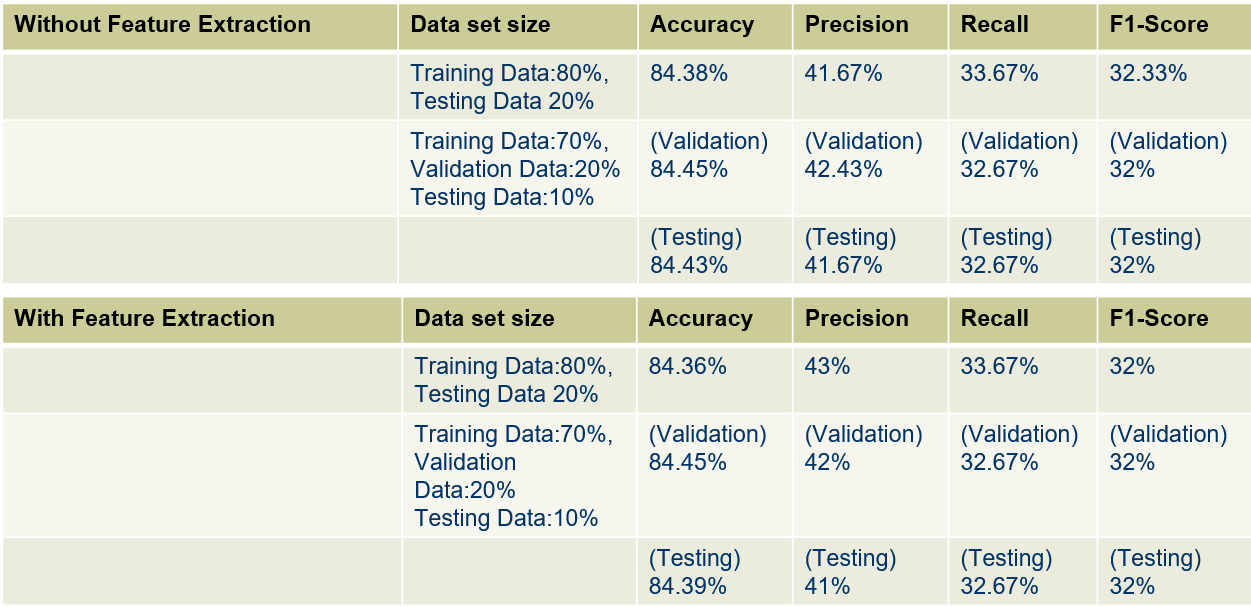 Without Feature Extraction Data set size Accuracy Precision Recall F1-Score
Training Data:80%, 84.38% 41.67% 33.67% 32.33%
Testing Data 20%
Training Data:70%, (Validation) (Validation) (Validation) (Validation)
Validation Data:20% 84.45% 42.43% 32.67% 32%
Testing Data:10%
(Testing) (Testing) (Testing) (Testing)
84.43% 41.67% 32.67% 32%
With Feature Extraction Data set size Accuracy Precision Recall F1-Score
Training Data:80%, 84.36% 43% 33.67% 32%
Testing Data 20%
Training Data:70%, (Validation) (Validation) (Validation) (Validation)
Validation 84.45% 42% 32.67% 32%
Data:20%
Testing Data:10%
(Testing) (Testing) (Testing) (Testing)
84.39% 41% 32.67% 32%